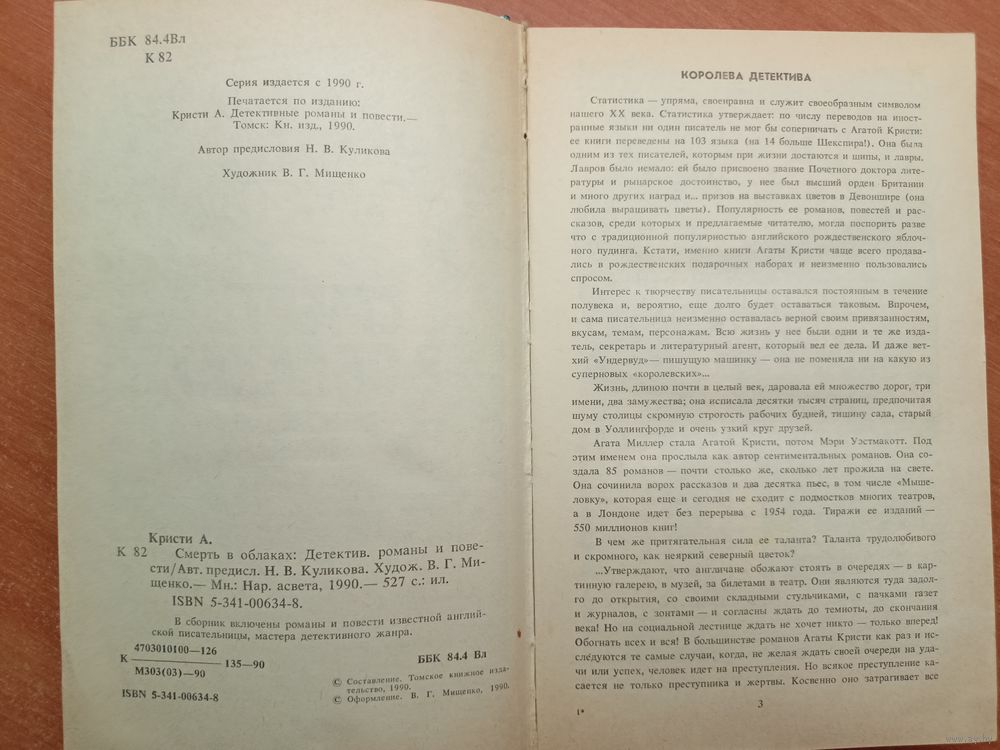 ББК 84.4Вл
К 82
Серия издается с 1990 г.
Печатается по изданию:
Кристи А. Детективные романы и повести.—
Томск: Кн. изд., 1990.
Автор предисловия Н. В. Куликова
Художник В. Г. Мищенко
Кристи А.
К 82 Смерть в облаках: Детектив. романы и пове-
сти/Авт. предисл. Н. В. Куликова. Худож. В. Г. Ми-
щенко.— Мн.: Нар. асвета, 1990.— 527 с.: ил.
ISBN 5-341-00634-8.
В сборник включены романы и повести известной англий-
ской писательницы, мастера детективного жанра.
4703010100—126
К 135—90
М303(03)—90
ББК 84.4 Вл
ISBN 5-341-00634-8
© Составление. Томское книжное изда-
тельство, 1990.
© Оформление. В. Г. Мищенко, 1990.
КОРОЛЕВА ДЕТЕКТИВА
Статистика — упряма, своенравна и служит своеобразным символом
нашего XX века. Статистика утверждает: по числу переводов на иност-
ранные языки ни один писатель не мог бы соперничать с Агатой Кристи:
ее книги переведены на 103 языка (на 14 больше Шекспира!). Она была
одним из тех писателей, которым при жизни достаются и шипы, и лавры.
Лавров было немало: ей было присвоено звание Почетного доктора лите-
ратуры и рыцарское достоинство, у нее был высший орден Британии
и много других наград и... призов на выставках цветов в Девоншире (она
любила выращивать цветы). Популярность ее романов, повестей и рас-
сказов, среди которых и предлагаемые читателю, могла поспорить разве
что с традиционной популярностью английского рождественского яблоч-
ного пудинга. Кстати, именно книги Агаты Кристи чаще всего продава-
лись в рождественских подарочных наборах и неизменно пользовались
спросом.
Интерес к творчеству писательницы оставался постоянным в течение
полувека и, вероятно, еще долго будет оставаться таковым. Впрочем,
и сама писательница неизменно оставалась верной своим привязанностям,
вкусам, темам, персонажам. Всю жизнь у нее были одни и те же изда-
тель, секретарь и литературный агент, который вел ее дела. И даже вет-
хий «Ундервуд»— пишущую машинку — она не поменяла ни на какую из
суперновых «королевских»...
Жизнь, длиною почти в целый век, даровала ей множество дорог, три
имени, два замужества; она исписала десятки тысяч страниц, предпочитая
шуму столицы скромную строгость рабочих будней, тишину сада, старый
дом в Уоллингфорде и очень узкий круг друзей.
Агата Миллер стала Агатой Кристи, потом Мэри Уэстмакотт. Под
этим именем она прослыла как автор сентиментальных романов. Она со-
здала 85 романов — почти столько же, сколько лет прожила на свете.
Она сочинила ворох рассказов и два десятка пьес, в том числе «Мыше-
ловку», которая еще и сегодня не сходит с подмостков многих театров,
а в Лондоне идет без перерыва с 1954 года. Тиражи ее изданий —
550 миллионов книг!
В чем же притягательная сила ее таланта? Таланта трудолюбивого
и скромного, как неяркий северный цветок?
...Утверждают, что англичане обожают стоять в очередях — в кар-
тинную галерею, в музей, за билетами в театр. Они являются туда задол-
го до открытия, со своими складными стульчиками, с пачками газет
и журналов, с зонтами — и согласны ждать до темноты, до скончания
века! Но на социальной лестнице ждать не хочет никто — только вперед!
Обогнать всех и вся! В большинстве романов Агаты Кристи как раз и ис-
следуются те самые случаи, когда, не желая ждать своей очереди на уда-
чи или успех, человек идет на преступления. Но всякое преступление ка-
сается не только преступника и жертвы. Косвенно оно затрагивает все
1*
3
www.ay.by